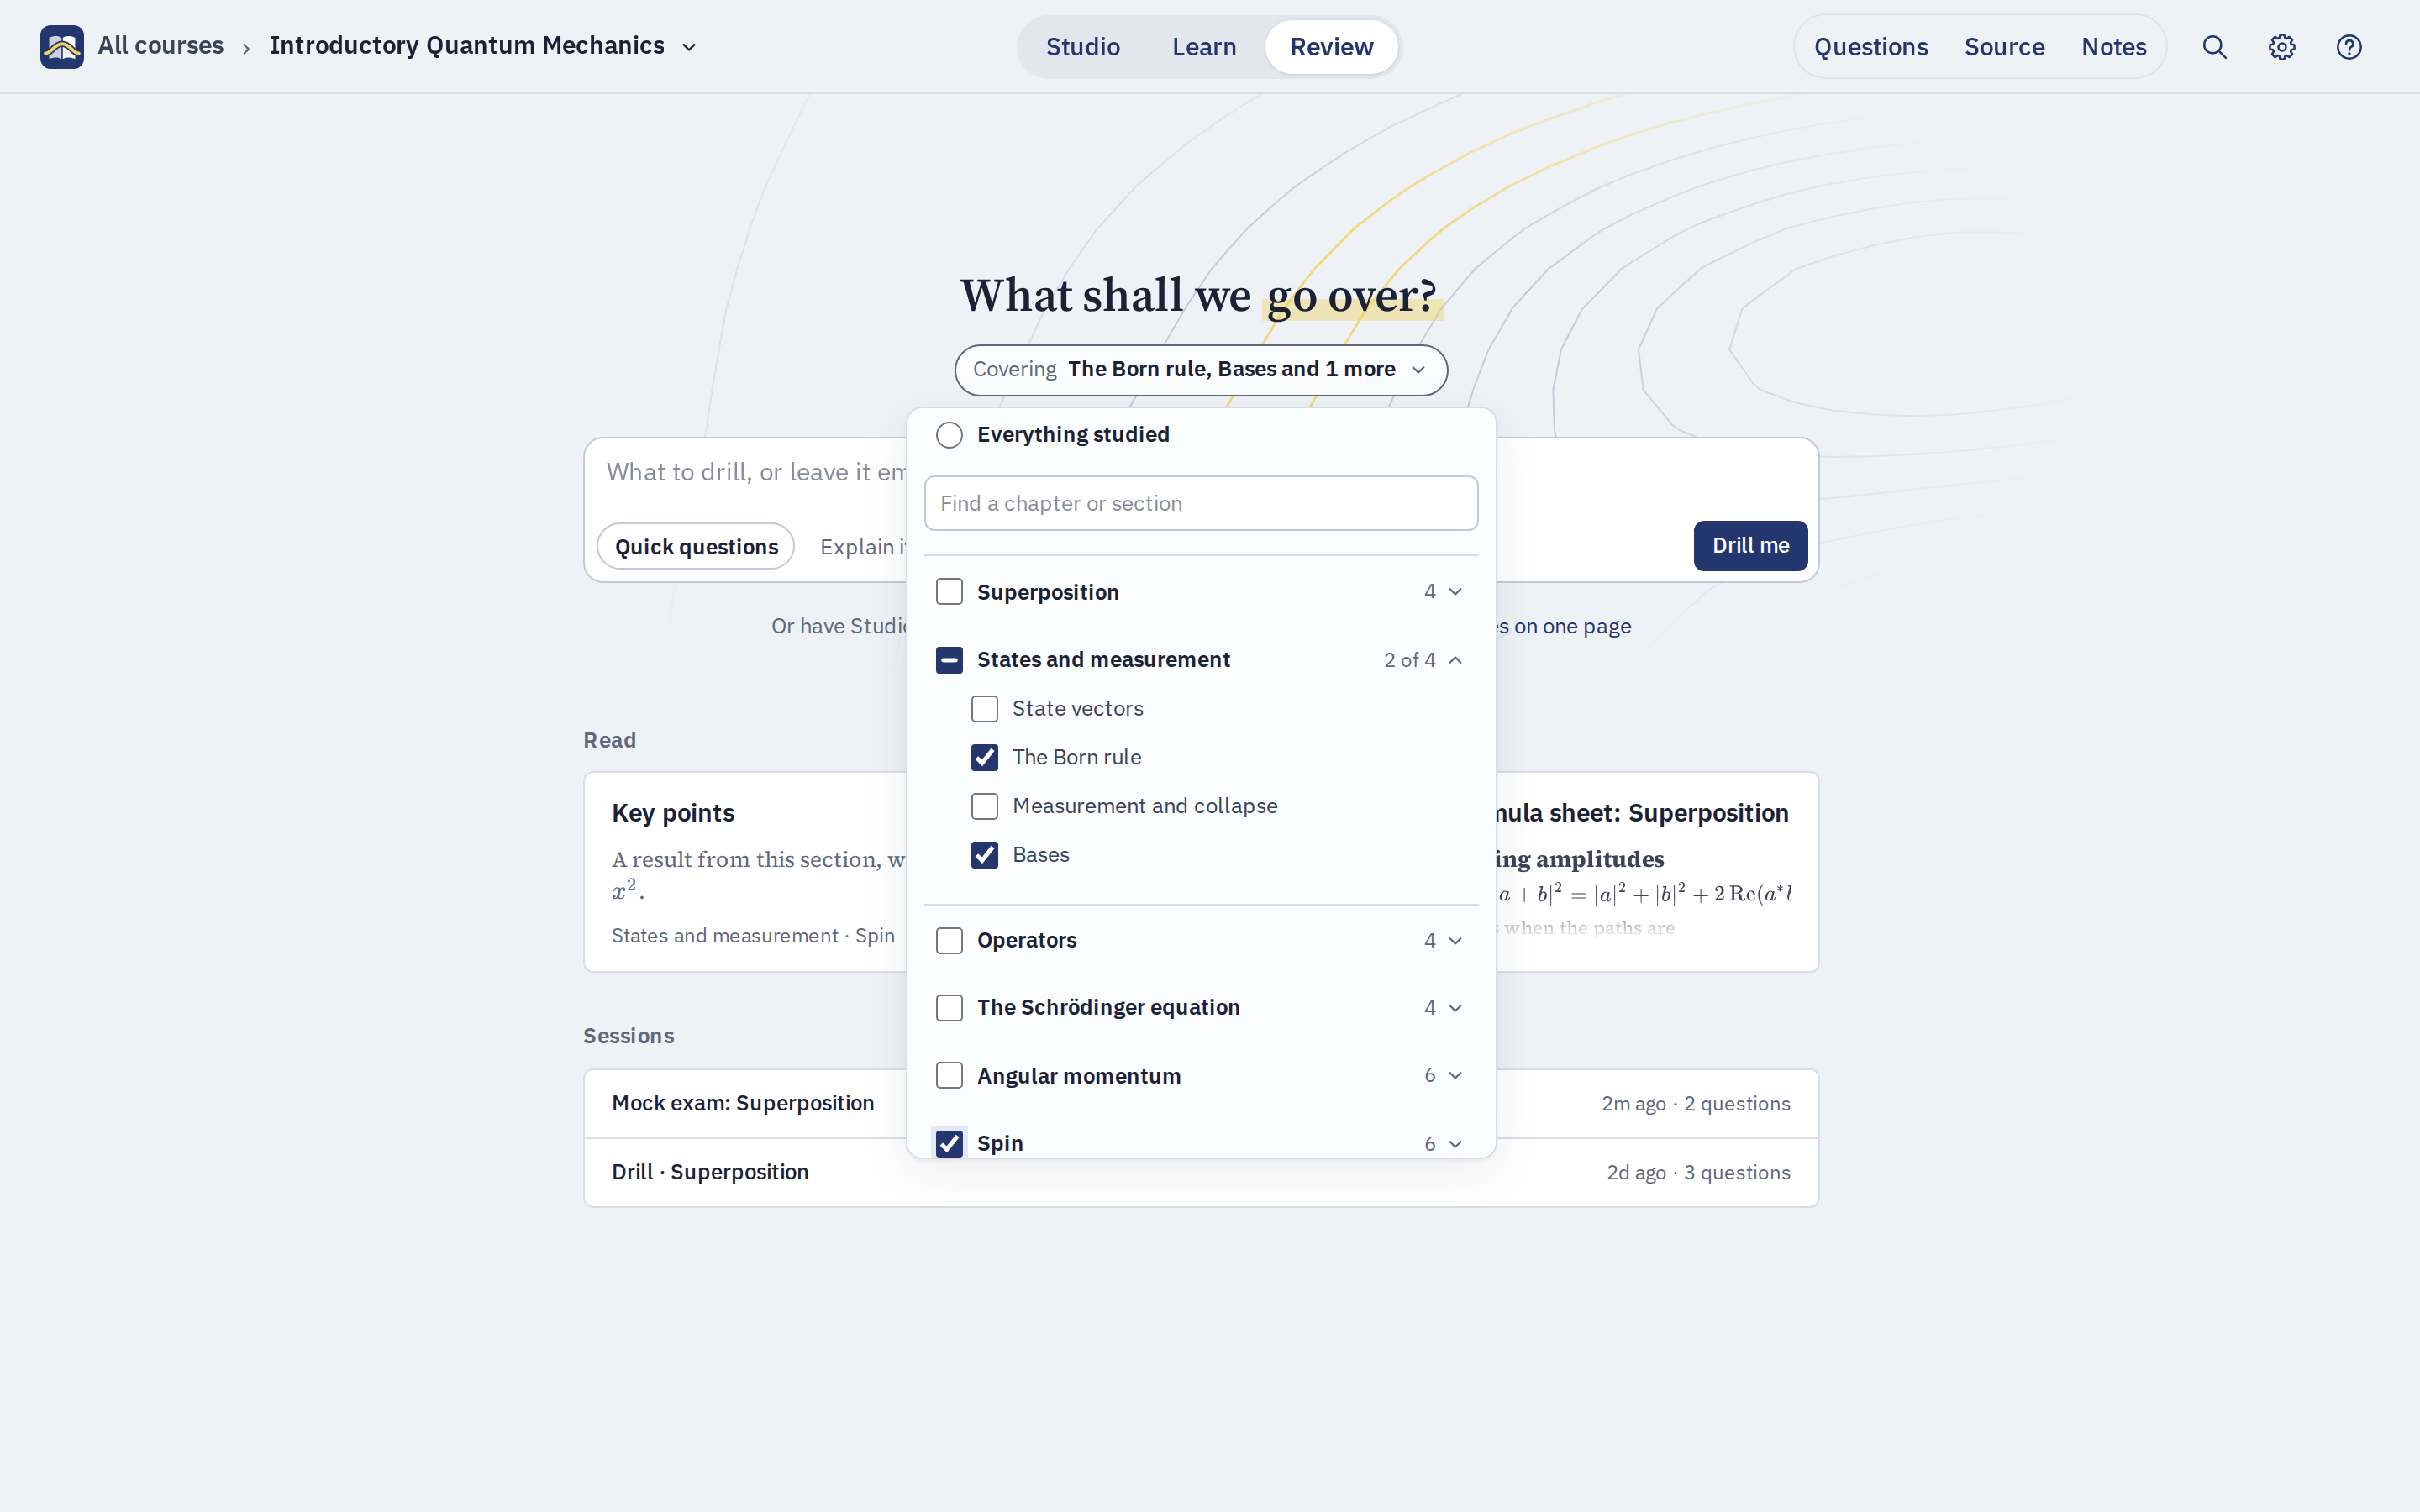 All courses › Introductory Quantum Mechanics
Studio Learn Review
Questions Source Notes
What shall we go over?
Covering The Born rule, Bases and 1 more
Everything studied
Find a chapter or section
What to drill, or leave it
Quick questions Explain
Drill me
Or have
on one page
Superposition 4
States and measurement 2 of 4
State vectors
The Born rule
Measurement and collapse
Bases
Operators 4
The Schrödinger equation 4
Angular momentum 6
Spin 6
Read
Key points
A result from this section,
x².
States and measurement · Spin
sheet: Superposition
amplitudes
a + b|² = |a|² + |b|² + 2 Re(a*
when the paths are
Sessions
Mock exam: Superposition 2m ago · 2 questions
Drill · Superposition 2d ago · 3 questions